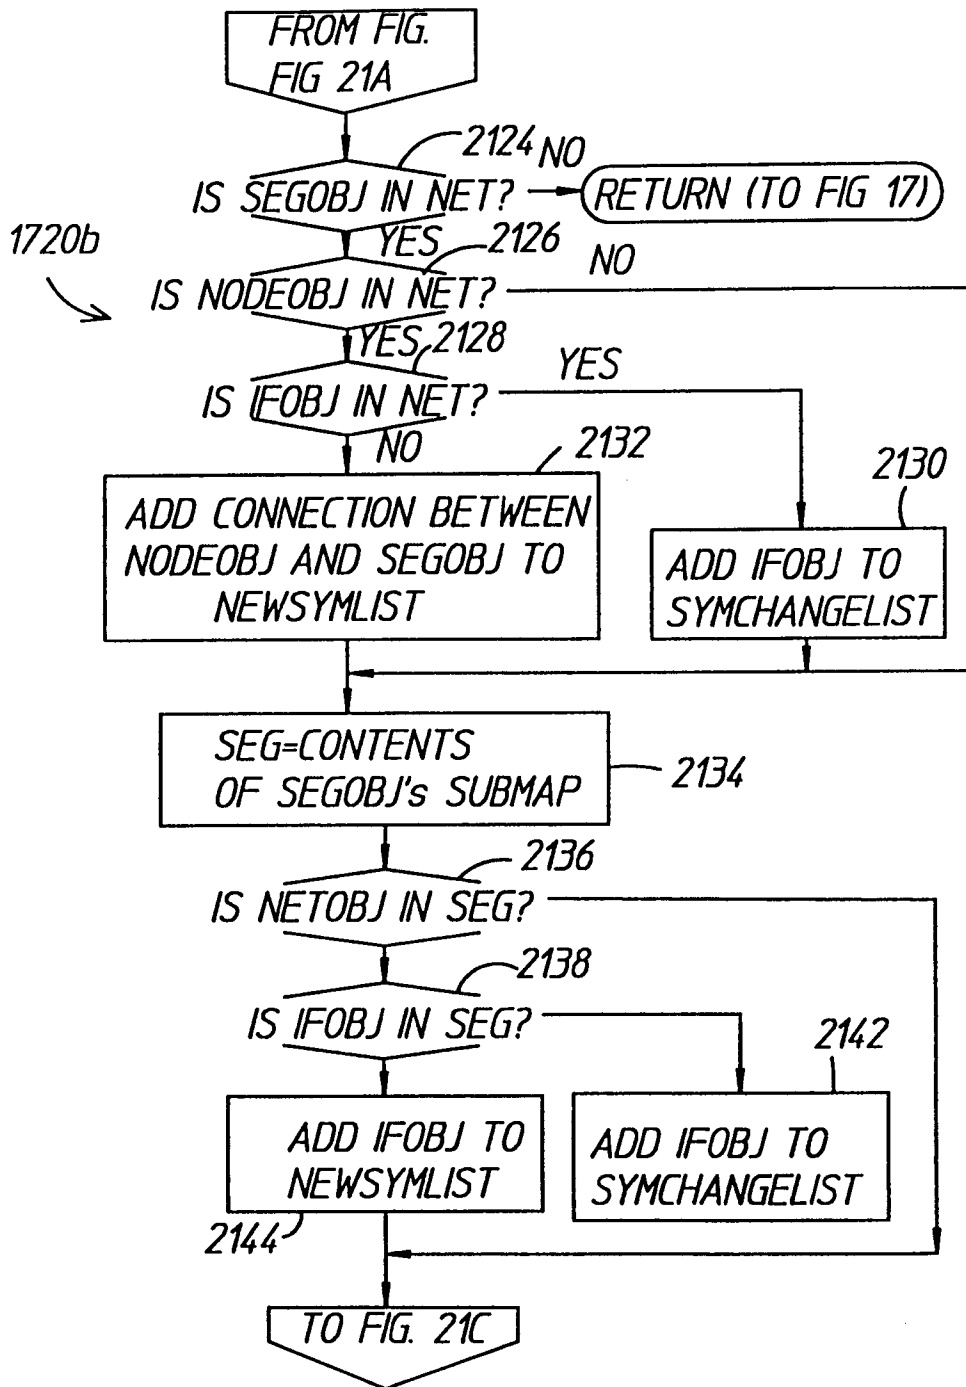 FROM FIG.
FIG 21A
2124
NO
IS SEGOBJ IN NET?
RETURN (TO FIG 17)
1720b
YES
2126
NO
IS NODEOBJ IN NET?
YES
2128
YES
IS IFOBJ IN NET?
NO
2132
2130
ADD CONNECTION BETWEEN
NODEOBJ AND SEGOBJ TO
NEWSYMLIST
ADD IFOBJ TO
SYMCHANGELIST
SEG=CONTENTS
OF SEGOBJ's SUBMAP
2134
2136
IS NETOBJ IN SEG?
2138
IS IFOBJ IN SEG?
2142
ADD IFOBJ TO
NEWSYMLIST
ADD IFOBJ TO
SYMCHANGELIST
2144
TO FIG. 21C